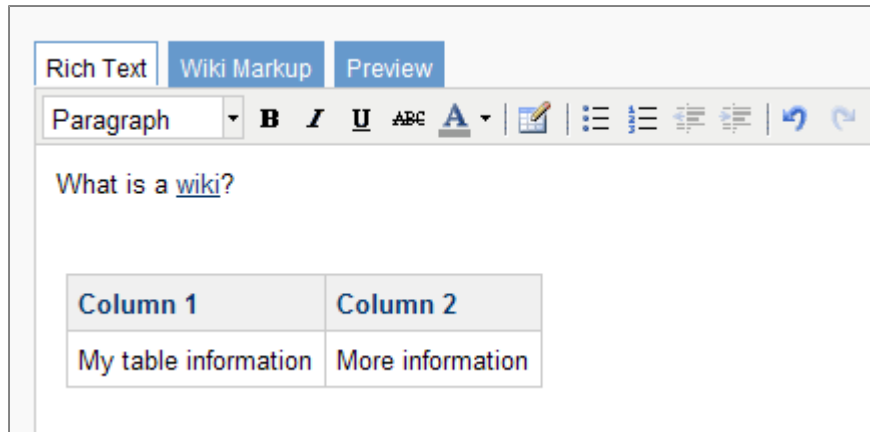 Rich Text Wiki Markup Preview
Paragraph B I U ABC A
What is a wiki?
Column 1 Column 2
My table information More information